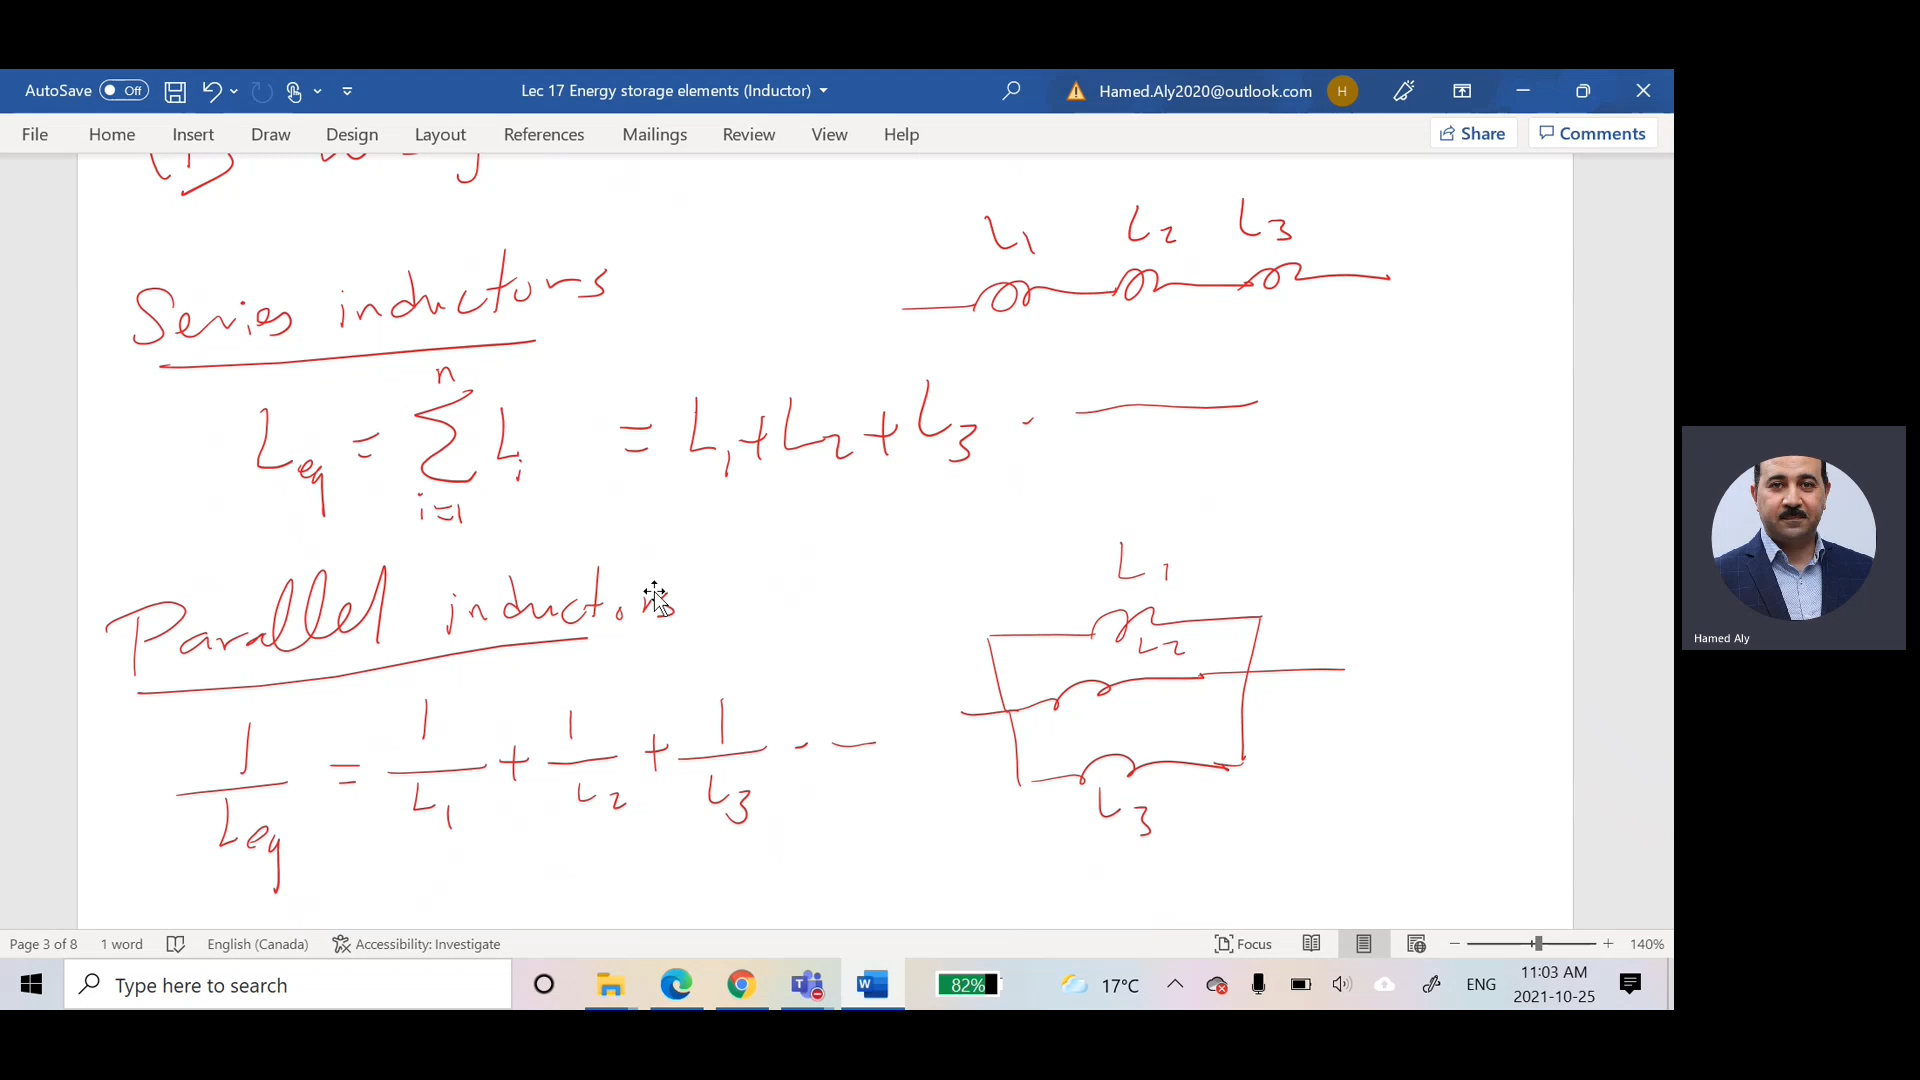 AutoSave Off Lec 17 Energy storage elements (Inductor) Hamed.Aly2020@outlook.com H
File Home Insert Draw Design Layout References Mailings Review View Help Share Comments
L1 L2 L3
Series inductors
Leq = n∑i=1 Li = L1+L2+L3 . —
Parallel inductors
L1
L2
1/Leq = 1/L1 + 1/L2 + 1/L3 . —
L3
Hamed Aly
Page 3 of 8 1 word English (Canada) Accessibility: Investigate Focus 140%
Type here to search 82% 17°C ENG 11:03 AM
2021-10-25